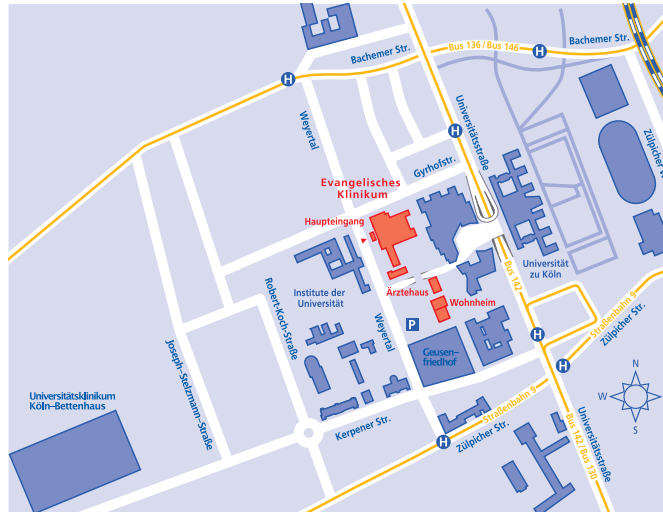 Bachemer Str.
Bus 136 / Bus 146
Bachemer Str.
H
H
H
Weyertal
Universitätsstraße
Gyrhofstr.
Zülpicher W
Evangelisches
Klinikum
Haupteingang
Institute der
Universität
Ärztehaus
Wohnheim
Universität
zu Köln
Bus 142
Robert-Koch-Straße
Weyertal
P
Geusen-
friedhof
H
H
Straßenbahn 9
Zülpicher Str.
Joseph-Stelzmann-Straße
Universitätsklinikum
Köln-Bettenhaus
Kerpener Str.
H
Straßenbahn 9
Zülpicher Str.
Universitätsstraße
Bus 142 / Bus 130
N
W
O
S